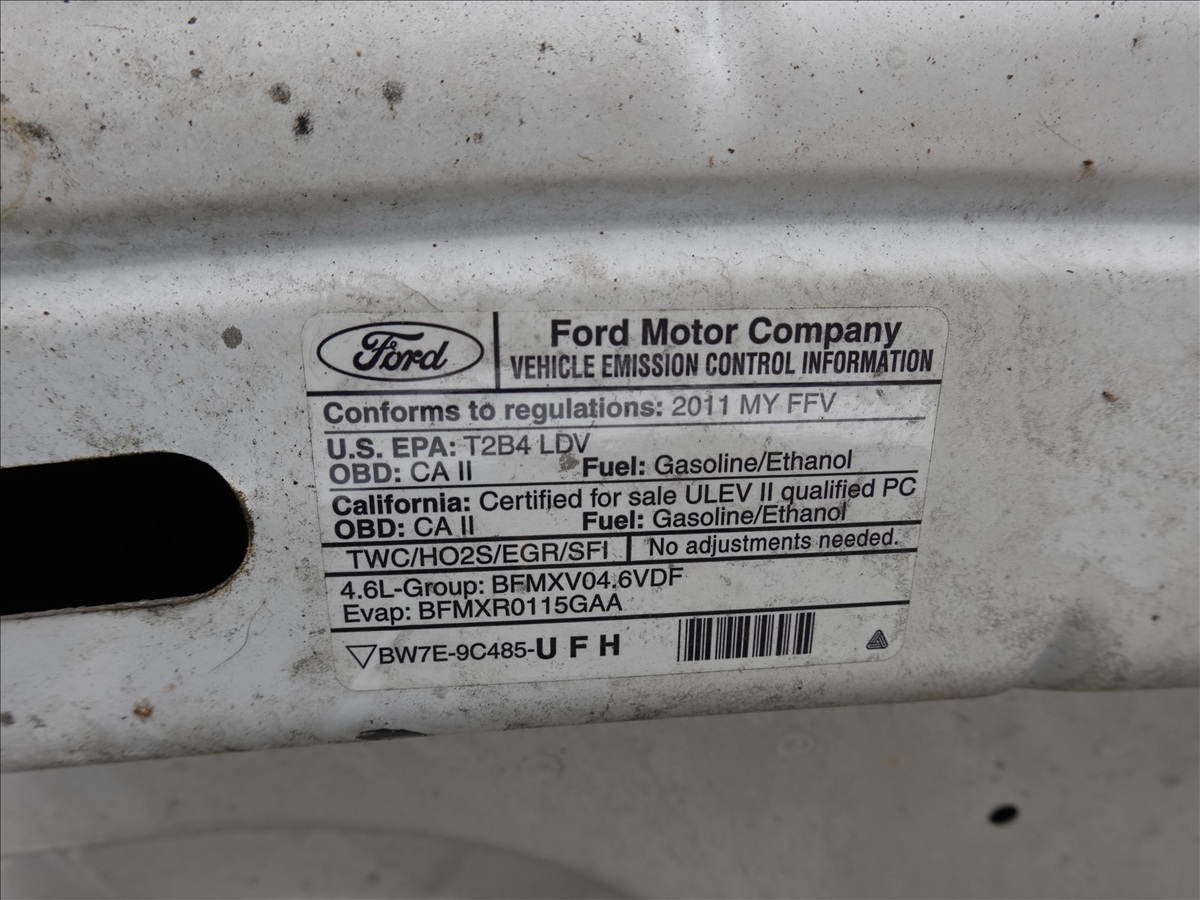 Ford
Ford Motor Company
VEHICLE EMISSION CONTROL INFORMATION
Conforms to regulations: 2011 MY FFV
U.S. EPA: T2B4 LDV
OBD: CA II Fuel: Gasoline/Ethanol
California: Certified for sale ULEV II qualified PC
OBD: CA II Fuel: Gasoline/Ethanol
TWC/HO2S/EGR/SFI No adjustments needed.
4.6L-Group: BFMXV04.6VDF
Evap: BFMXR0115GAA
BW7E-9C485-U F H